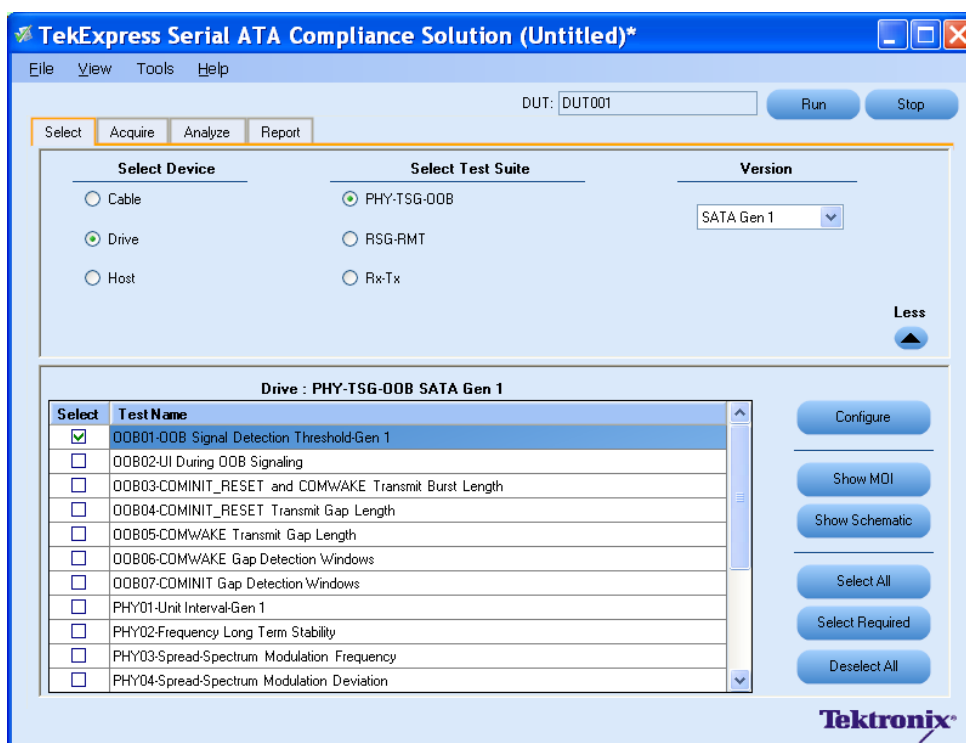 TekExpress Serial ATA Compliance Solution (Untitled)*
File View Tools Help
DUT: DUT001 Run Stop
Select Acquire Analyze Report
Select Device Select Test Suite Version
Cable PHY-TSG-OOB
SATA Gen 1
Drive RSG-RMT
Host Rx-Tx
Less
Drive : PHY-TSG-OOB SATA Gen 1
Select Test Name
OOB01-OOB Signal Detection Threshold-Gen 1
OOB02-UI During OOB Signaling
OOB03-COMINIT_RESET and COMWAKE Transmit Burst Length
OOB04-COMINIT_RESET Transmit Gap Length
OOB05-COMWAKE Transmit Gap Length
OOB06-COMWAKE Gap Detection Windows
OOB07-COMINIT Gap Detection Windows
PHY01-Unit Interval-Gen 1
PHY02-Frequency Long Term Stability
PHY03-Spread-Spectrum Modulation Frequency
PHY04-Spread-Spectrum Modulation Deviation
Configure
Show MOI
Show Schematic
Select All
Select Required
Deselect All
Tektronix®